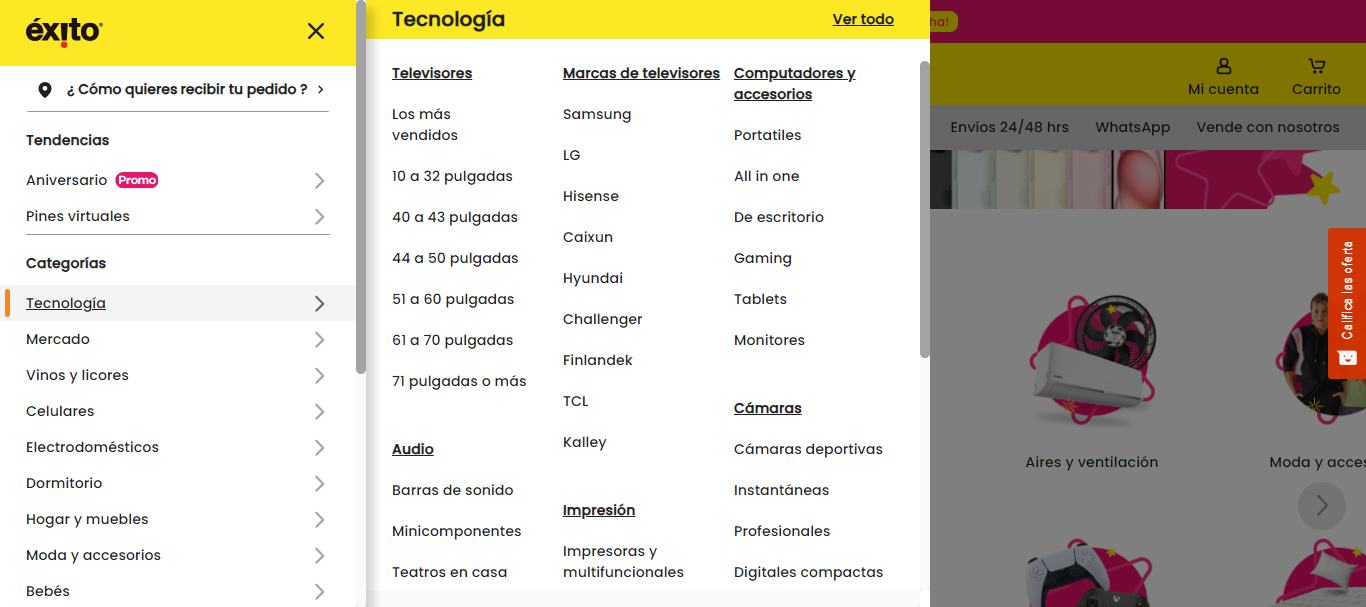 éxito
¿ Cómo quieres recibir tu pedido ?
Tendencias
Aniversario Promo
Pines virtuales
Categorías
Tecnología
Mercado
Vinos y licores
Celulares
Electrodomésticos
Dormitorio
Hogar y muebles
Moda y accesorios
Bebés
Tecnología
Ver todo
Televisores
Los más
vendidos
10 a 32 pulgadas
40 a 43 pulgadas
44 a 50 pulgadas
51 a 60 pulgadas
61 a 70 pulgadas
71 pulgadas o más
Audio
Barras de sonido
Minicomponentes
Teatros en casa
Marcas de televisores
Samsung
LG
Hisense
Caixun
Hyundai
Challenger
Finlandek
TCL
Kalley
Impresión
Impresoras y
multifuncionales
Computadores y
accesorios
Portatiles
All in one
De escritorio
Gaming
Tablets
Monitores
Cámaras
Cámaras deportivas
Instantáneas
Profesionales
Digitales compactas
ha!
Mi cuenta
Carrito
Envíos 24/48 hrs
WhatsApp
Vende con nosotros
Califica las oferta
Aires y ventilación
Moda y acces